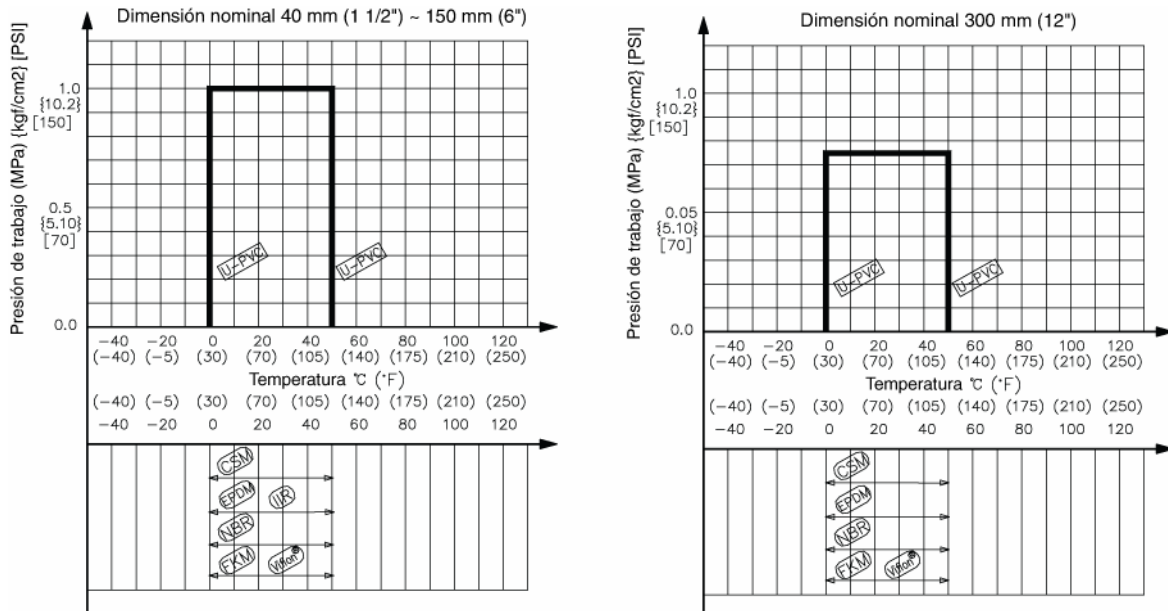 Dimensión nominal 40 mm (1 1/2") ~ 150 mm (6")
Presión de trabajo (MPa) {kgf/cm2} [PSI]
1.0
{10.2}
[150]
0.5
{5.10}
[70]
0.0
U-PVC
U-PVC
-40 -20 0 20 40 60 80 100 120
(-40) (-5) (30) (70) (105) (140) (175) (210) (250)
Temperatura °C (°F)
(-40) (-5) (30) (70) (105) (140) (175) (210) (250)
-40 -20 0 20 40 60 80 100 120
CSM
EPDM IIR
NBR
FKM Viflon®
Dimensión nominal 300 mm (12")
Presión de trabajo (MPa) {kgf/cm2} [PSI]
1.0
{10.2}
[150]
0.05
{5.10}
[70]
0.0
U-PVC
U-PVC
-40 -20 0 20 40 60 80 100 120
(-40) (-5) (30) (70) (105) (140) (175) (210) (250)
Temperatura °C (°F)
(-40) (-5) (30) (70) (105) (140) (175) (210) (250)
-40 -20 0 20 40 60 80 100 120
CSM
EPDM
NBR
FKM Viflon®